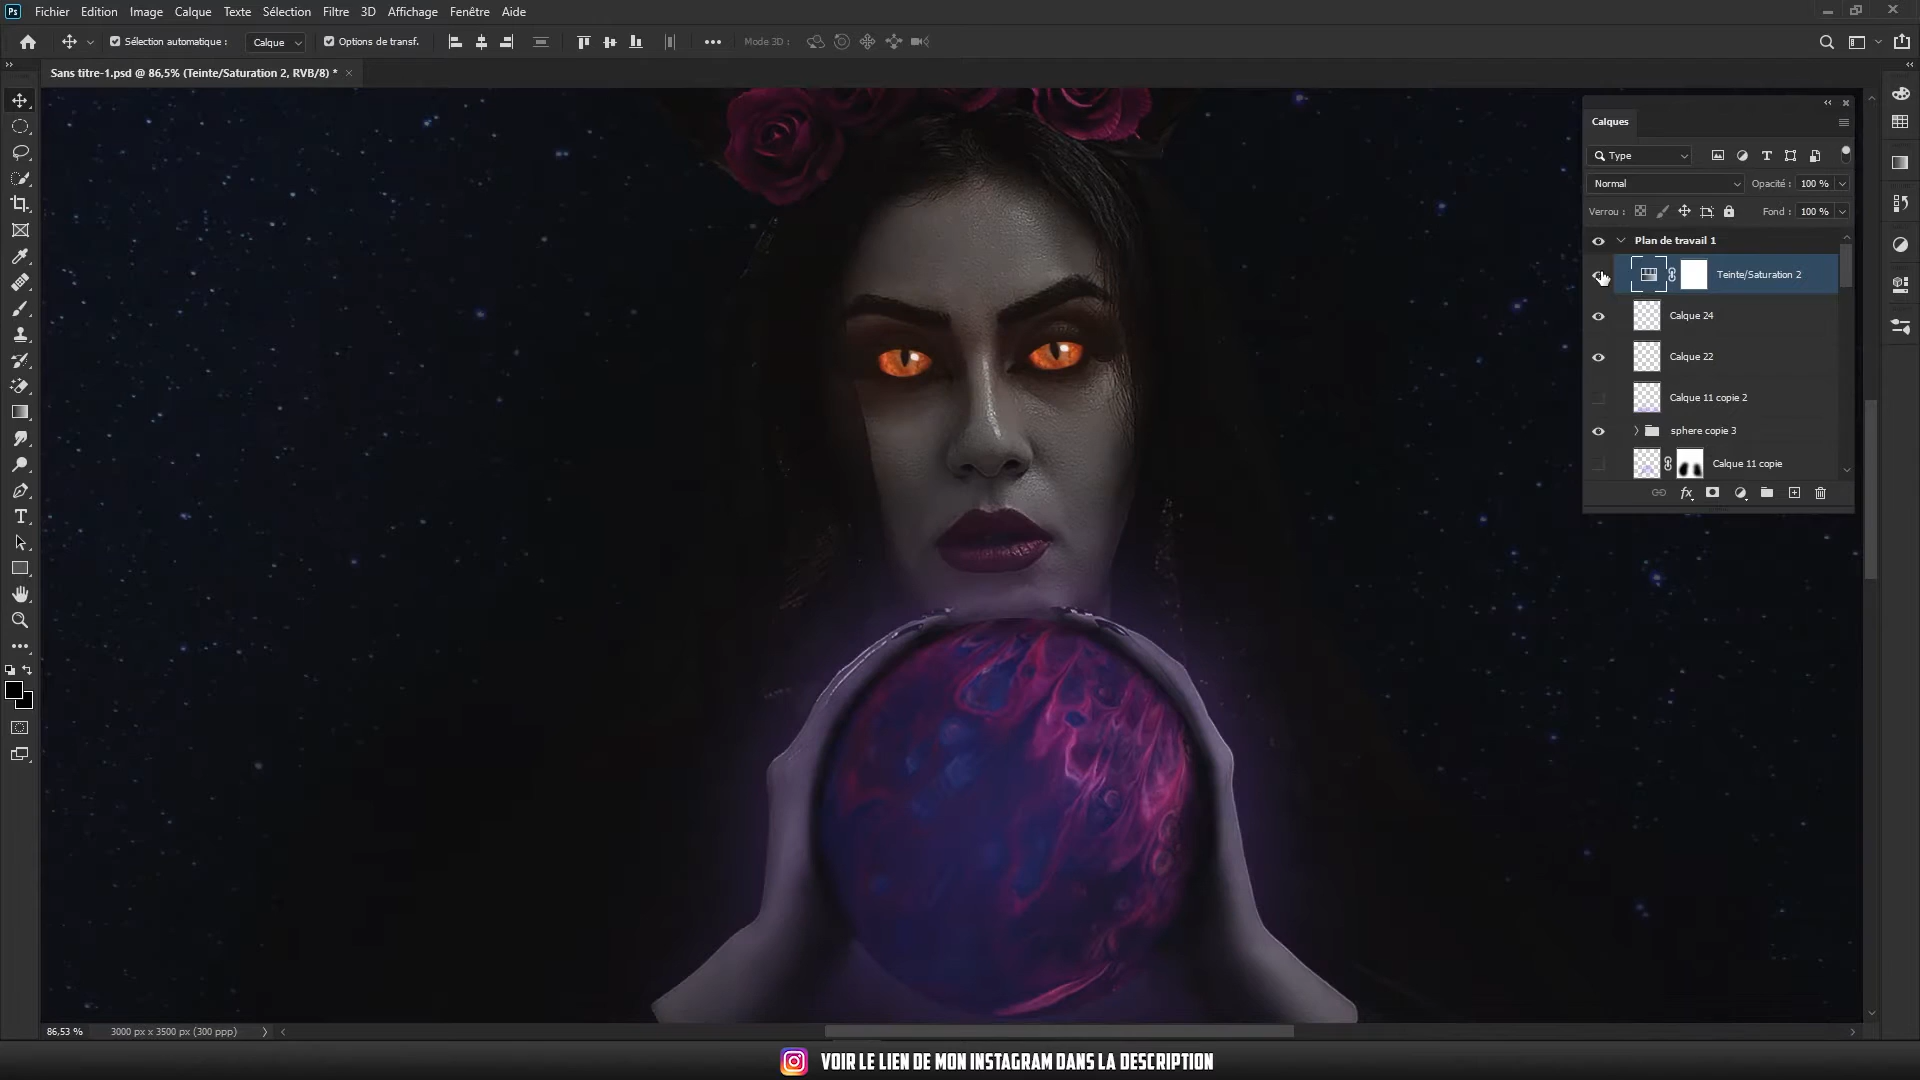 Ps Fichier Edition Image Calque Texte Sélection Filtre 3D Affichage Fenêtre Aide
Sélection automatique : Calque Options de transf. ••• Mode 3D :
Sans titre-1.psd @ 86,5% (Teinte/Saturation 2, RVB/8) * ×
Calques
Type
Normal Opacité : 100 %
Verrou : Fond : 100 %
Plan de travail 1
Teinte/Saturation 2
Calque 24
Calque 22
Calque 11 copie 2
sphere copie 3
Calque 11 copie
fx
86,53 % 3000 px x 3500 px (300 ppp)
VOIR LE LIEN DE MON INSTAGRAM DANS LA DESCRIPTION